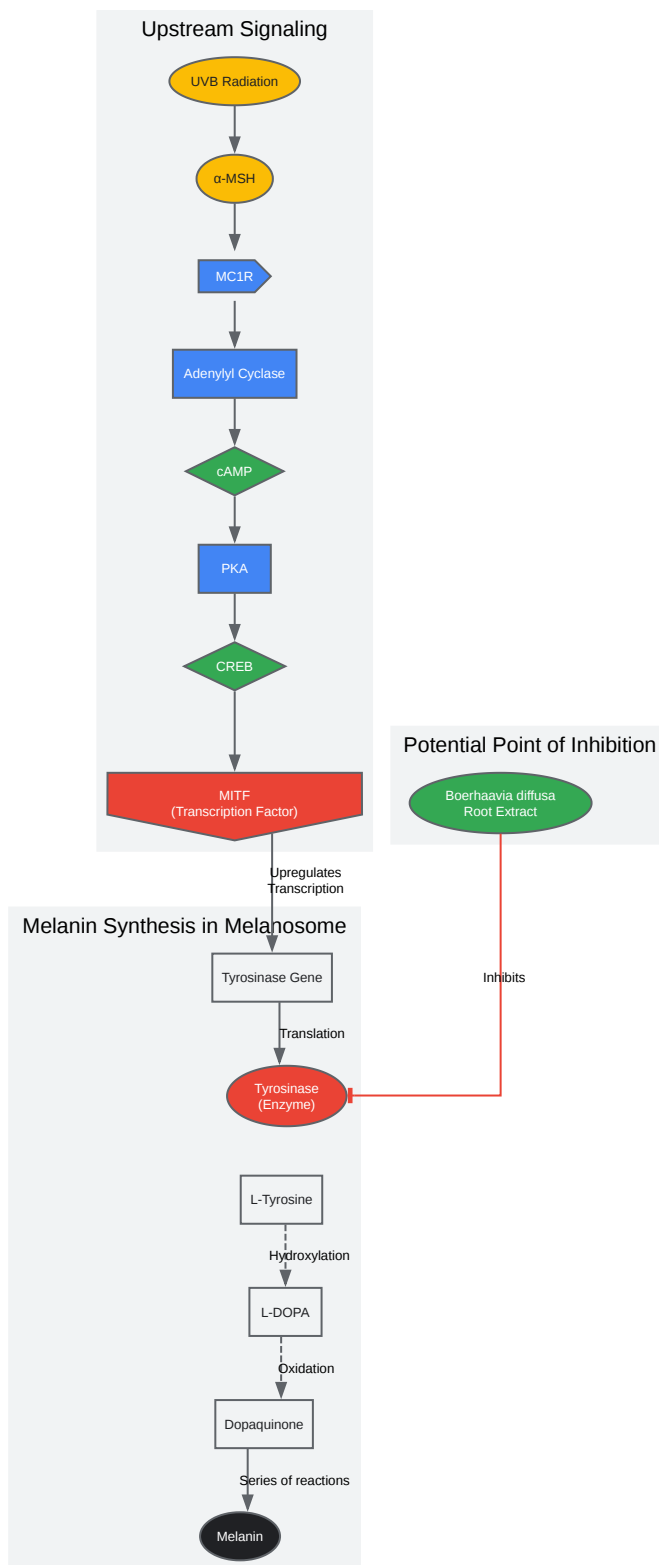 Upstream Signaling
UVB Radiation
α-MSH
MC1R
Adenylyl Cyclase
cAMP
PKA
CREB
MITF
(Transcription Factor)
Potential Point of Inhibition
Boerhaavia diffusa
Root Extract
Upregulates
Transcription
Melanin Synthesis in Melanosome
Tyrosinase Gene
Inhibits
Translation
Tyrosinase
(Enzyme)
L-Tyrosine
Hydroxylation
L-DOPA
Oxidation
Dopaquinone
Series of reactions
Melanin